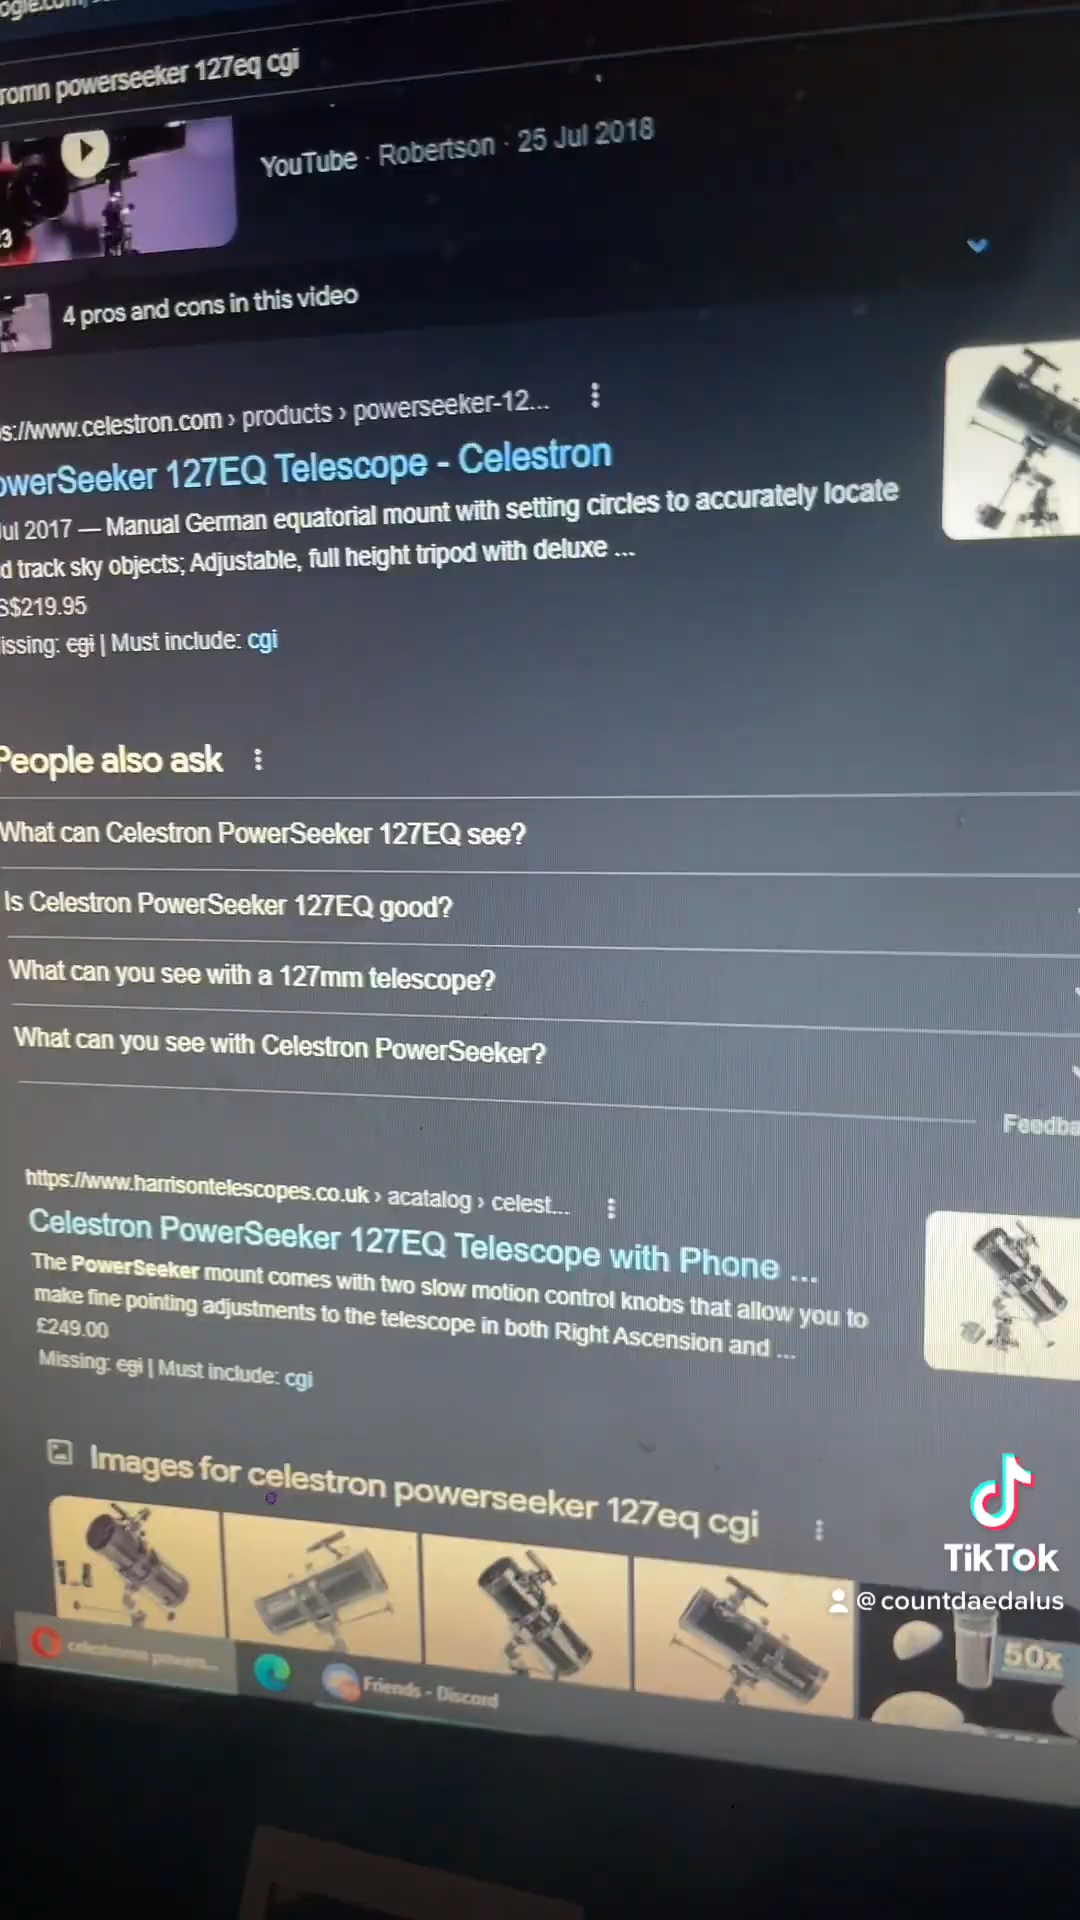 powerseeker 127eq cgi
YouTube · Robertson · 25 Jul 2018
4 pros and cons in this video
s://www.celestron.com › products › powerseeker-12...
owerSeeker 127EQ Telescope - Celestron
ul 2017 — Manual German equatorial mount with setting circles to accurately locate
d track sky objects; Adjustable, full height tripod with deluxe ...
S$219.95
issing: cgi | Must include: cgi
People also ask
What can Celestron PowerSeeker 127EQ see?
Is Celestron PowerSeeker 127EQ good?
What can you see with a 127mm telescope?
What can you see with Celestron PowerSeeker?
Feedba
https://www.harrisontelescopes.co.uk › acatalog › celest...
Celestron PowerSeeker 127EQ Telescope with Phone ...
The PowerSeeker mount comes with two slow motion control knobs that allow you to
make fine pointing adjustments to the telescope in both Right Ascension and ...
£249.00
Missing: cgi | Must include: cgi
Images for celestron powerseeker 127eq cgi
TikTok
@countdaedalus
50x
Friends - Discord